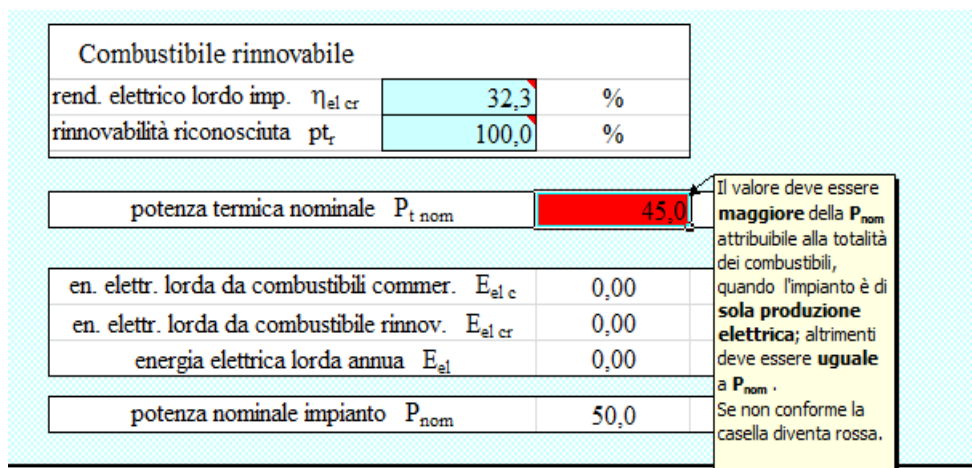 Combustibile rinnovabile
rend. elettrico lordo imp. ηel cr 32,3 %
rinnovabilità riconosciuta ptr 100,0 %
potenza termica nominale Pt nom 45,0
Il valore deve essere
maggiore della Pnom
attribuibile alla totalità
dei combustibili,
quando l'impianto è di
sola produzione
elettrica; altrimenti
deve essere uguale
a Pnom .
Se non conforme la
casella diventa rossa.
en. elettr. lorda da combustibili commer. Eel c 0,00
en. elettr. lorda da combustibile rinnov. Eel cr 0,00
energia elettrica lorda annua Eel 0,00
potenza nominale impianto Pnom 50,0